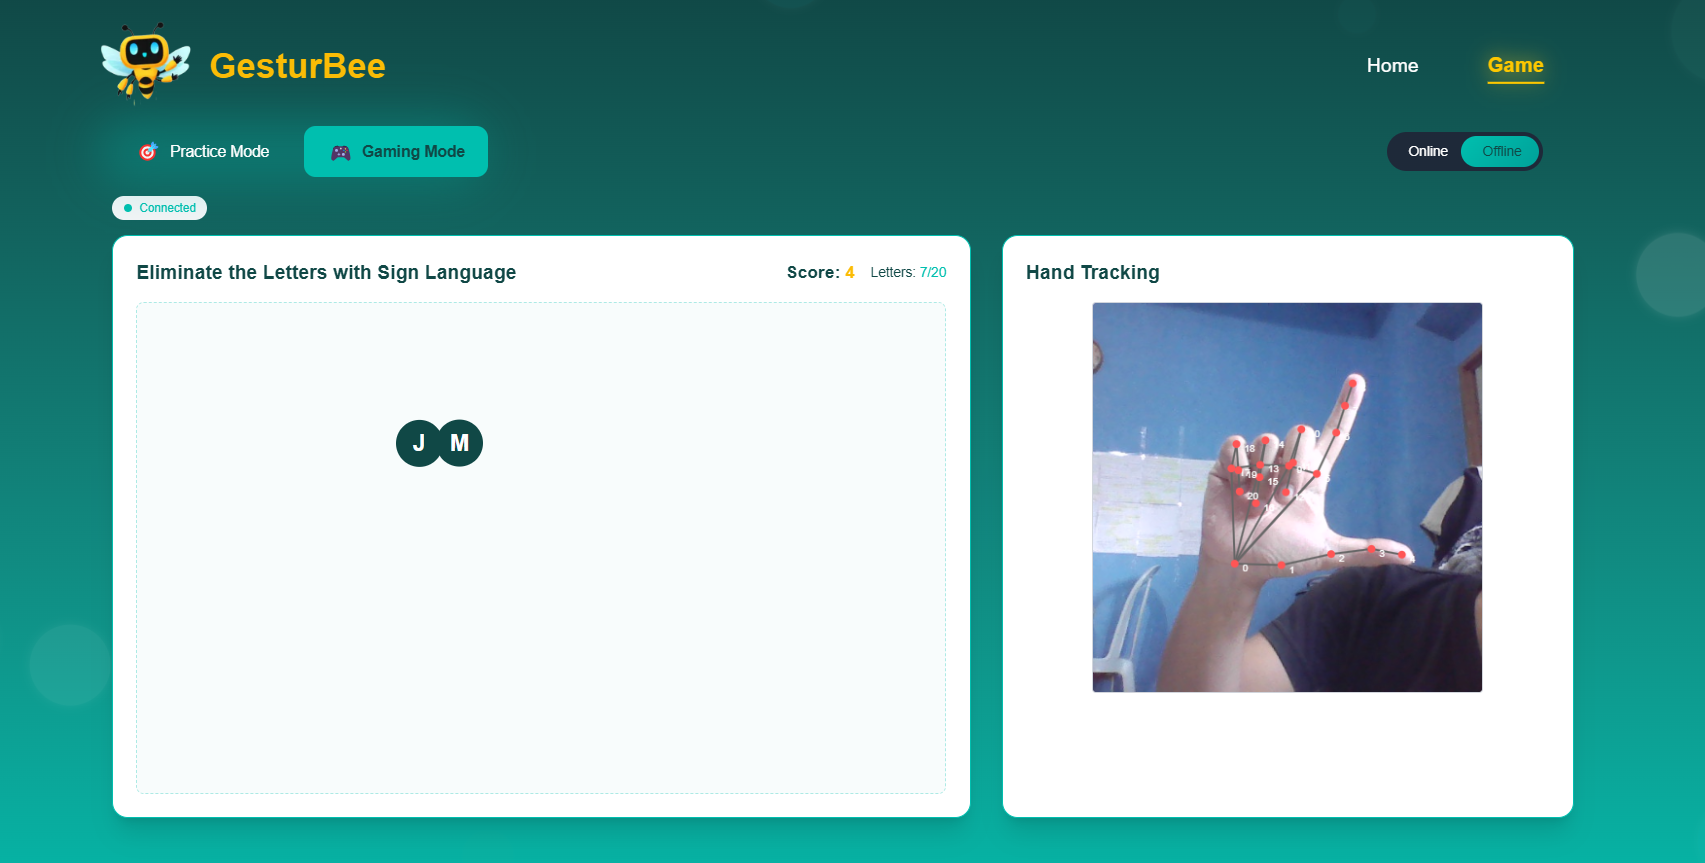 GesturBee
Home
Game
Practice Mode
Gaming Mode
Online
Offline
Connected
Eliminate the Letters with Sign Language
Score: 4
Letters: 7/20
J
M
Hand Tracking
18
13
19
15
20
0
1
2
3